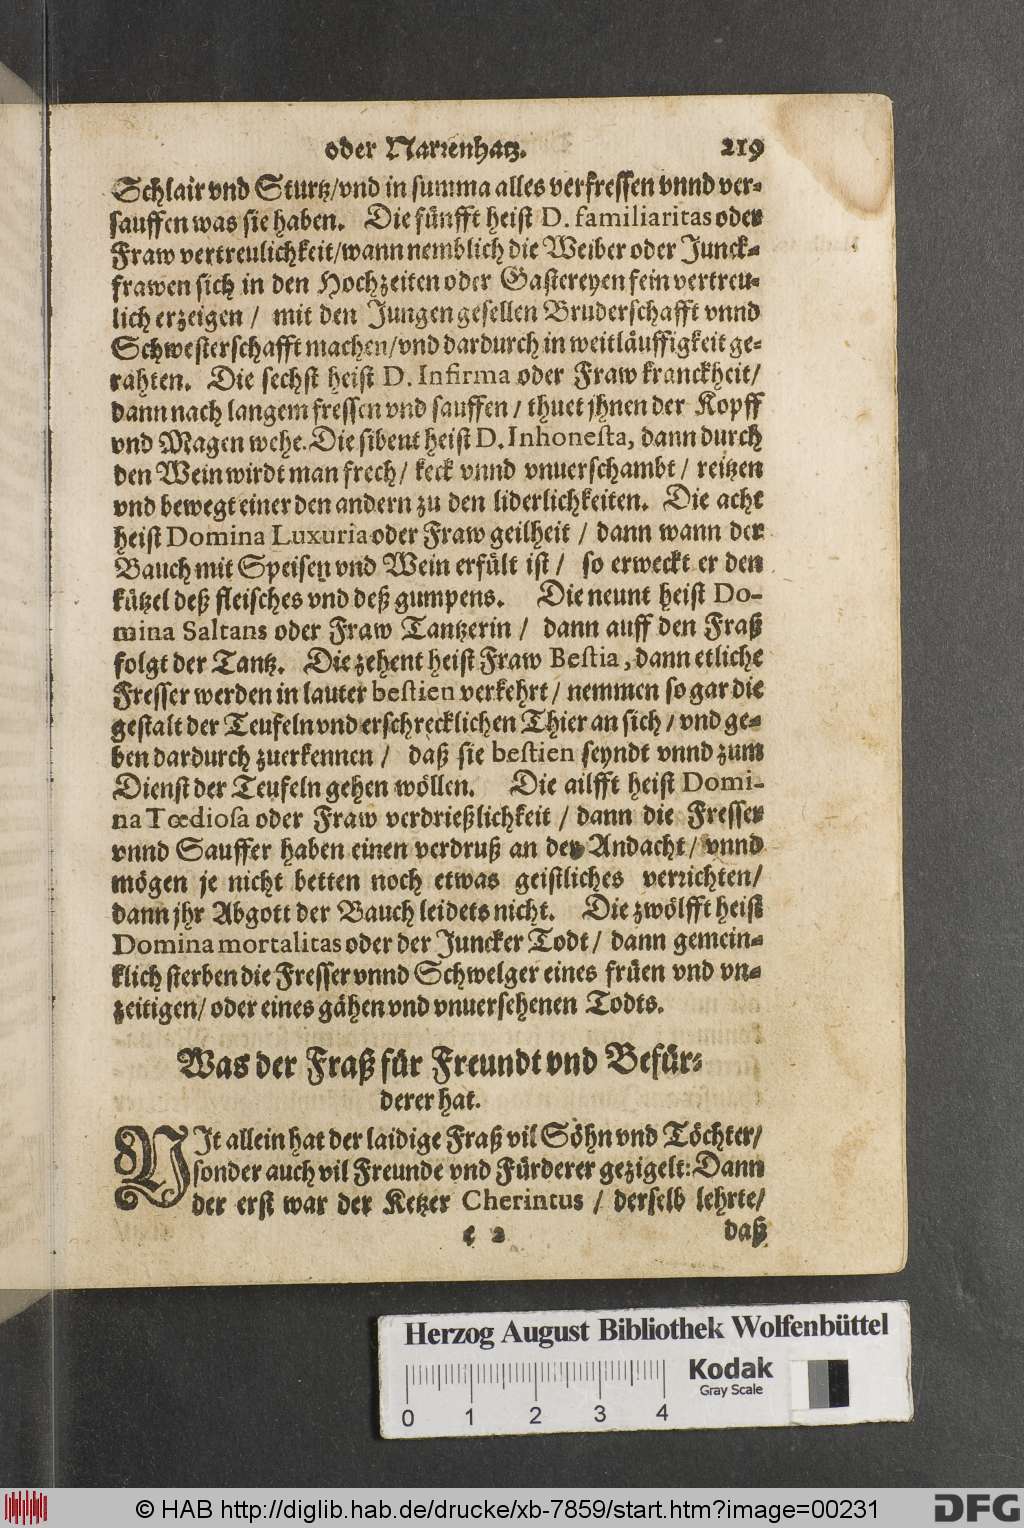 oder Narrenhatz. 219
Schlair vnd Sturtz/vnd in summa alles verfressen vnnd ver-
sauffen was sie haben. Die fünfft heist D. familiaritas oder
Fraw vertreulichkeit/wann nemblich die Weiber oder Junck-
frawen sich in den Hochzeiten oder Gastereyen fein vertreu-
lich erzeigen / mit den Jungen gesellen Bruderschafft vnnd
Schwesterschafft machen/vnd dardurch in weitläuffigkeit ge-
rahten. Die sechst heist D. Infirma oder Fraw kranckheit/
dann nach langem fressen vnd sauffen / thuet jhnen der Kopff
vnd Magen wehe. Die sibent heist D. Inhonesta, dann durch
den Wein wirdt man frech / keck vnnd vnuerschambt / reitzen
vnd bewegt einer den andern zu den liderlichkeiten. Die acht
heist Domina Luxuria oder Fraw geilheit / dann wann der
Bauch mit Speisen vnd Wein erfült ist / so erweckt er den
kützel deß fleisches vnd deß gumpens. Die neunt heist Do-
mina Saltans oder Fraw Tantzerin / dann auff den Fraß
folgt der Tantz. Die zehent heist Fraw Bestia, dann etliche
Fresser werden in lauter bestien verkehrt / nemmen so gar die
gestalt der Teufeln vnd erschrecklichen Thier an sich / vnd ge-
ben dardurch zuerkennen / daß sie bestien seyndt vnnd zum
Dienst der Teufeln gehen wöllen. Die ailfft heist Domi-
na Tœdiosa oder Fraw verdrießlichkeit / dann die Fresser
vnnd Sauffer haben einen verdruß an der Andacht / vnnd
mögen je nicht betten noch etwas geistliches verrichten/
dann jhr Abgott der Bauch leidets nicht. Die zwölfft heist
Domina mortalitas oder der Juncker Todt / dann gemein-
klich sterben die Fresser vnnd Schwelger eines früen vnd vn-
zeitigen/ oder eines gähen vnd vnuersehenen Todts.
Was der Fraß für Freundt vnd Befür-
derer hat.
NIt allein hat der laidige Fraß vil Söhn vnd Töchter/
sonder auch vil Freunde vnd Fürderer gezigelt: Dann
der erst war der Ketzer Cherintus / derselb lehrte/
e 2 daß
Herzog August Bibliothek Wolfenbüttel
Kodak
Gray Scale
0 1 2 3 4
© HAB http://diglib.hab.de/drucke/xb-7859/start.htm?image=00231
DFG